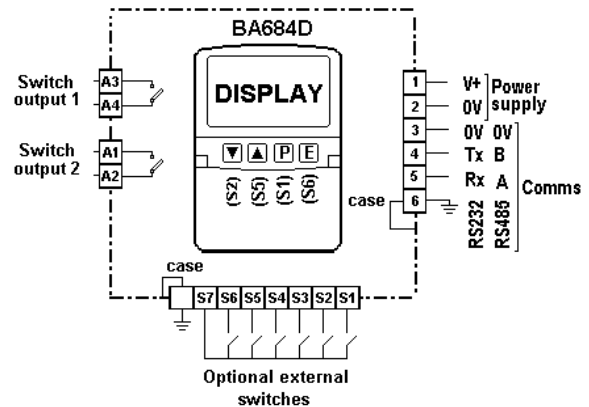 BA684D
Switch
output 1
A3
A4
Switch
output 2
A1
A2
DISPLAY
▼ ▲ P E
(S2) (S5) (S1) (S6)
1 V+
2 0V
Power
supply
3 0V 0V
4 Tx B
5 Rx A
6
Comms
RS232 RS485
case
case
S7 S6 S5 S4 S3 S2 S1
Optional external
switches